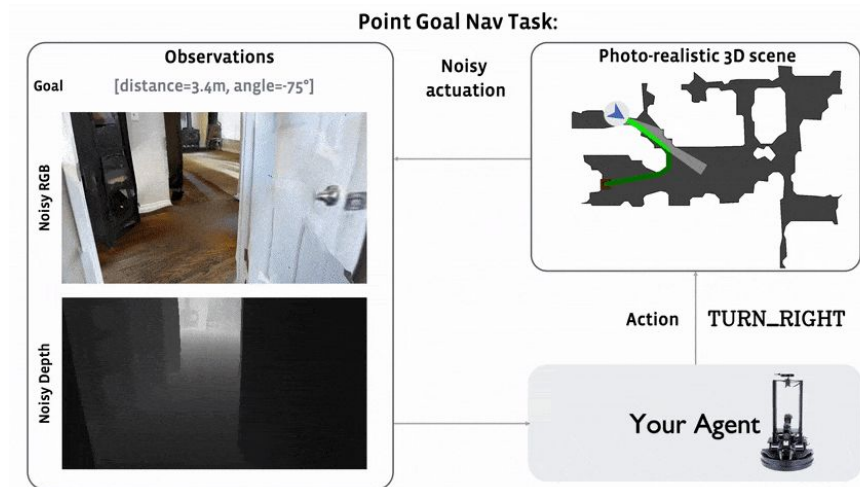 Point Goal Nav Task:
Observations
Goal [distance=3.4m, angle=-75°]
Noisy RGB
Noisy Depth
Noisy
actuation
Photo-realistic 3D scene
Action TURN_RIGHT
Your Agent